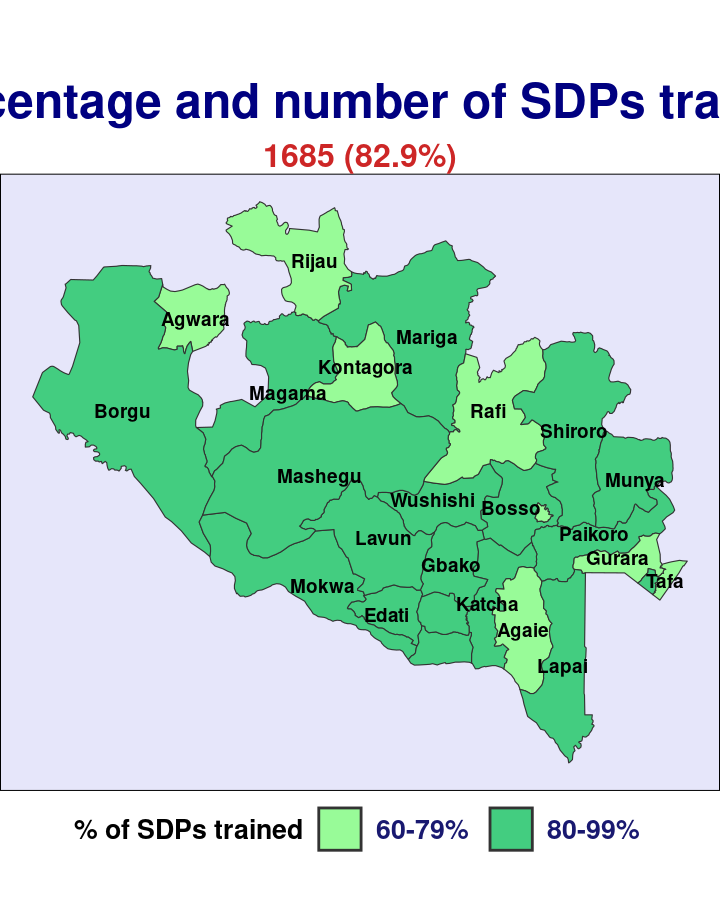 centage and number of SDPs tra
1685 (82.9%)
Rijau
Agwara
Mariga
Kontagora
Magama
Borgu
Rafi
Shiroro
Mashegu
Munya
Wushishi
Bosso
Paikoro
Lavun
Gurara
Gbako
Tafa
Mokwa
Katcha
Edati
Agaie
Lapai
% of SDPs trained 60-79% 80-99%